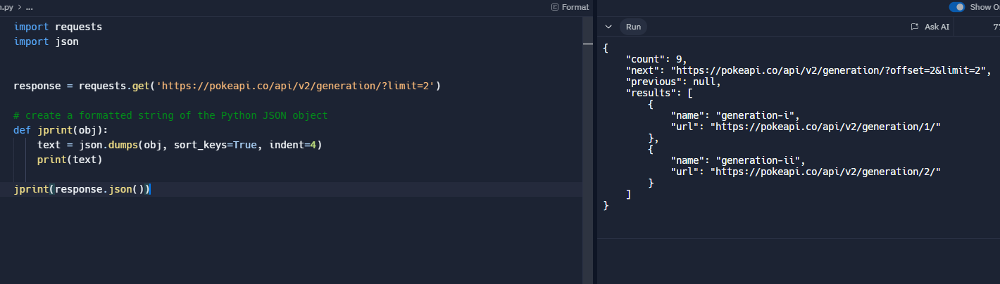 .py > ...
Format
import requests
import json
response = requests.get('https://pokeapi.co/api/v2/generation/?limit=2')
# create a formatted string of the Python JSON object
def jprint(obj):
    text = json.dumps(obj, sort_keys=True, indent=4)
    print(text)
jprint(response.json())
Show
Run
Ask AI
{
    "count": 9,
    "next": "https://pokeapi.co/api/v2/generation/?offset=2&limit=2",
    "previous": null,
    "results": [
        {
            "name": "generation-i",
            "url": "https://pokeapi.co/api/v2/generation/1/"
        },
        {
            "name": "generation-ii",
            "url": "https://pokeapi.co/api/v2/generation/2/"
        }
    ]
}